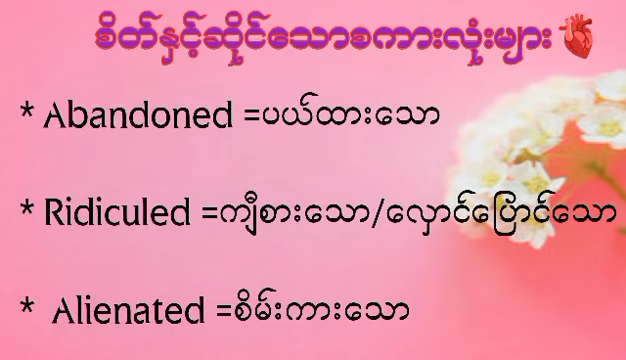 စိတ်နှင့်ဆိုင်သောစကားလုံးများ 🫀
* Abandoned =ပယ်ထားသော
* Ridiculed =ကျီစားသော/လှောင်ပြောင်သော
* Alienated =စိမ်းကားသော